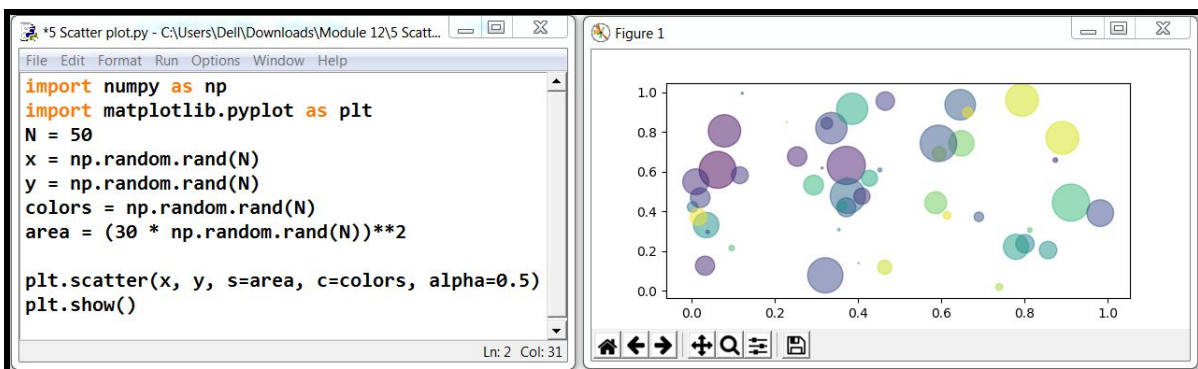 *5 Scatter plot.py - C:\Users\Dell\Downloads\Module 12\5 Scatt...
File Edit Format Run Options Window Help
import numpy as np
import matplotlib.pyplot as plt
N = 50
x = np.random.rand(N)
y = np.random.rand(N)
colors = np.random.rand(N)
area = (30 * np.random.rand(N))**2
plt.scatter(x, y, s=area, c=colors, alpha=0.5)
plt.show()
Ln: 2 Col: 31
Figure 1
1.0
0.8
0.6
0.4
0.2
0.0
0.0 0.2 0.4 0.6 0.8 1.0